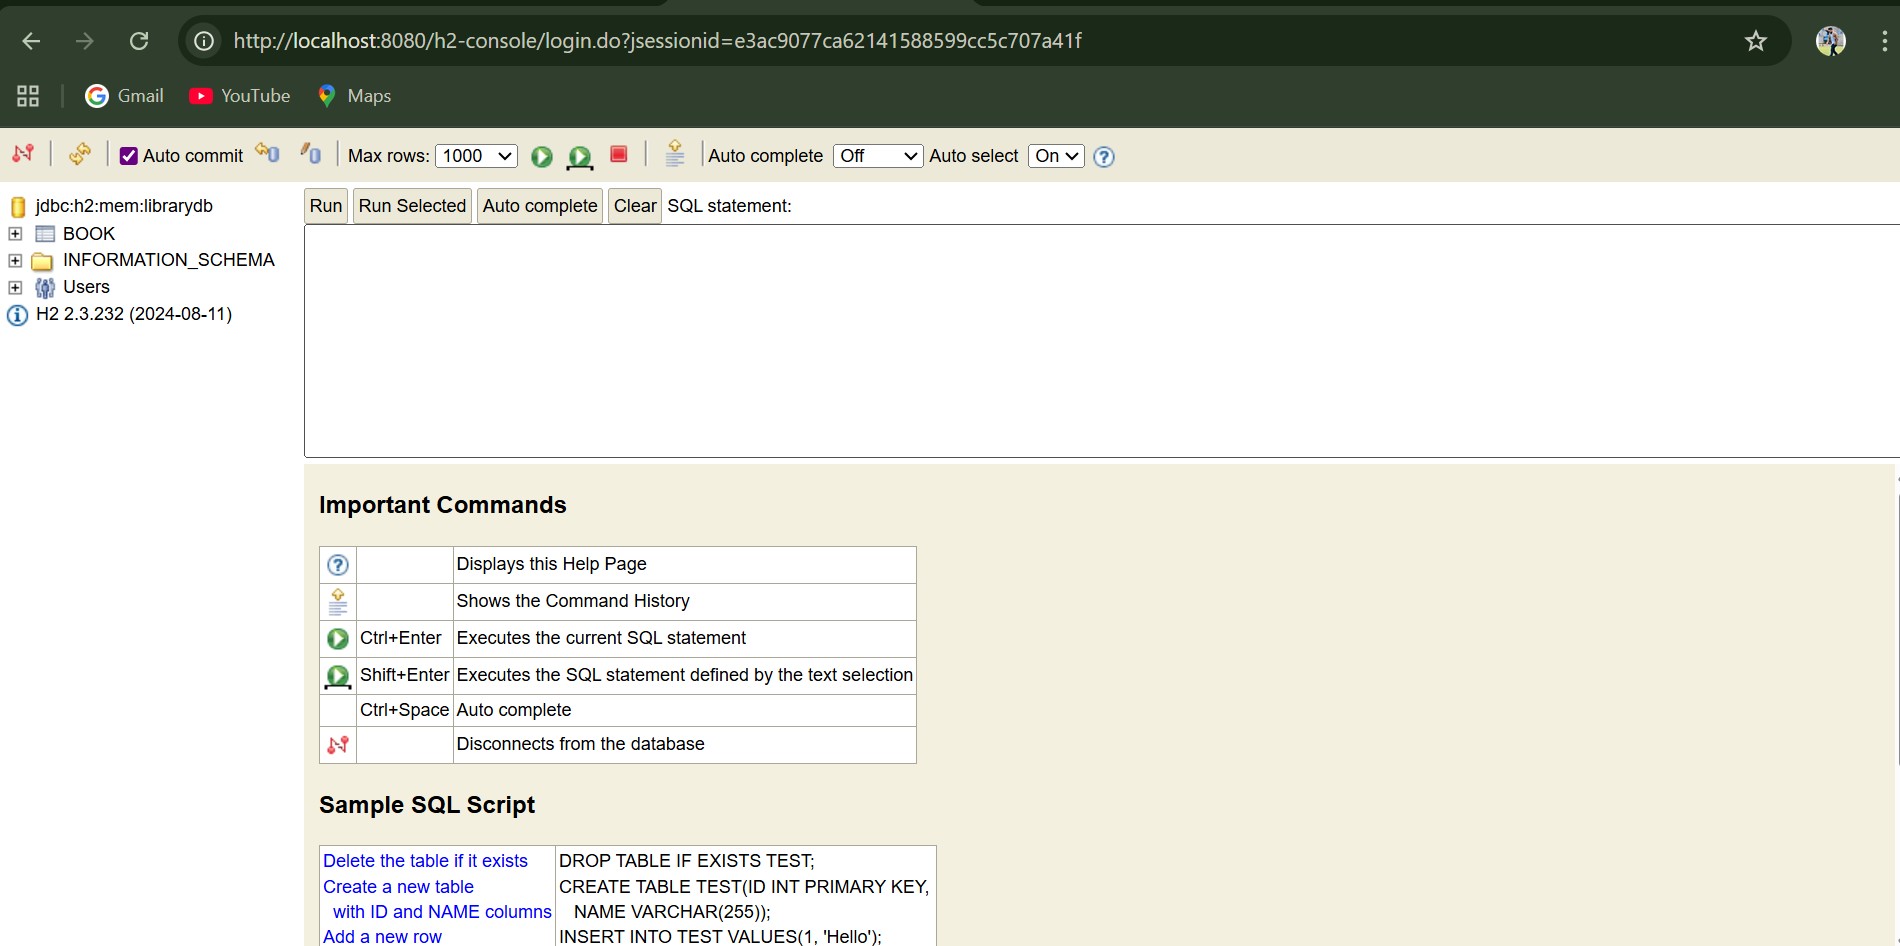 http://localhost:8080/h2-console/login.do?jsessionid=e3ac9077ca62141588599cc5c707a41f
Gmail YouTube Maps
Auto commit Max rows: 1000 Auto complete Off Auto select On
jdbc:h2:mem:librarydb
BOOK
INFORMATION_SCHEMA
Users
H2 2.3.232 (2024-08-11)
Run Run Selected Auto complete Clear SQL statement:
Important Commands
Displays this Help Page
Shows the Command History
Ctrl+Enter Executes the current SQL statement
Shift+Enter Executes the SQL statement defined by the text selection
Ctrl+Space Auto complete
Disconnects from the database
Sample SQL Script
Delete the table if it exists DROP TABLE IF EXISTS TEST;
Create a new table CREATE TABLE TEST(ID INT PRIMARY KEY,
with ID and NAME columns NAME VARCHAR(255));
Add a new row INSERT INTO TEST VALUES(1, 'Hello');